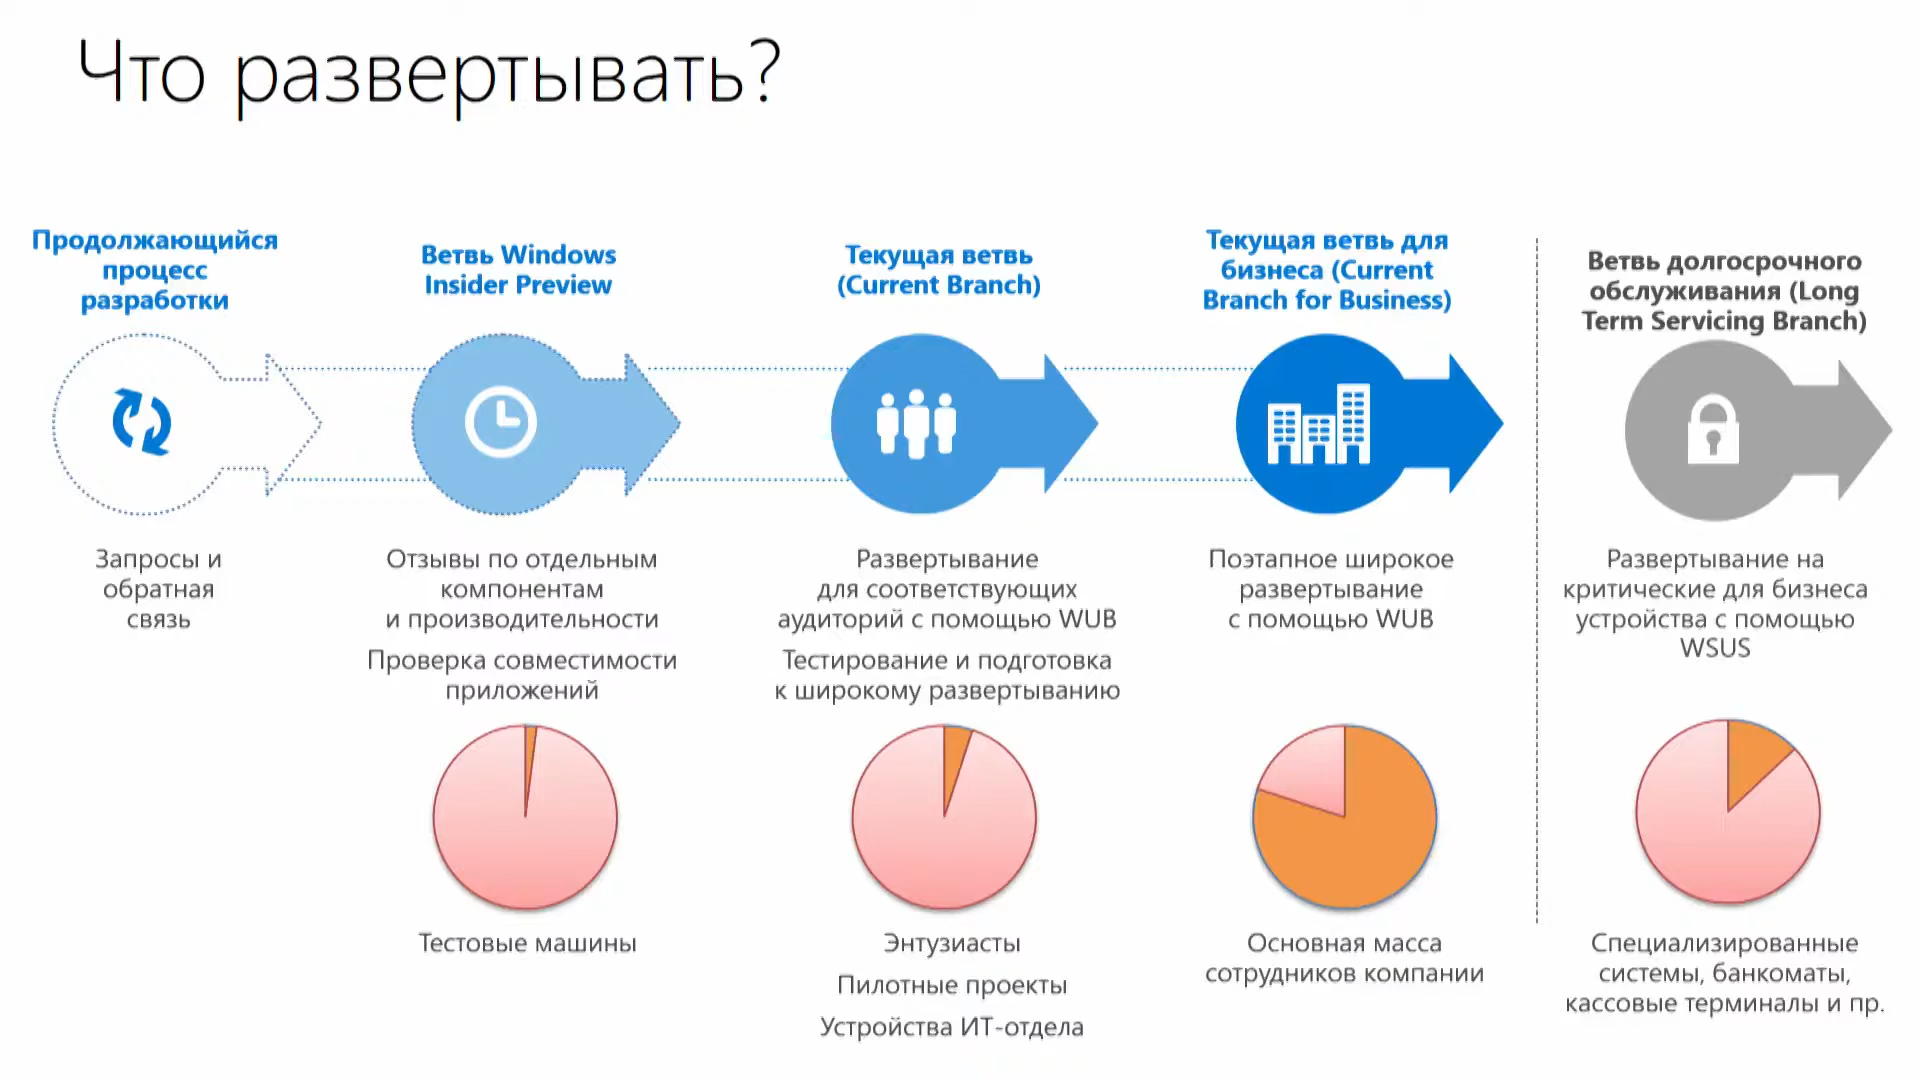 Что развертывать?
Продолжающийся
процесс
разработки
Запросы и
обратная
связь
Ветвь Windows
Insider Preview
Отзывы по отдельным
компонентам
и производительности
Проверка совместимости
приложений
Тестовые машины
Текущая ветвь
(Current Branch)
Развертывание
для соответствующих
аудиторий с помощью WUB
Тестирование и подготовка
к широкому развертыванию
Энтузиасты
Пилотные проекты
Устройства ИТ-отдела
Текущая ветвь для
бизнеса (Current
Branch for Business)
Поэтапное широкое
развертывание
с помощью WUB
Основная масса
сотрудников компании
Ветвь долгосрочного
обслуживания (Long
Term Servicing Branch)
Развертывание на
критические для бизнеса
устройства с помощью
WSUS
Специализированные
системы, банкоматы,
кассовые терминалы и пр.